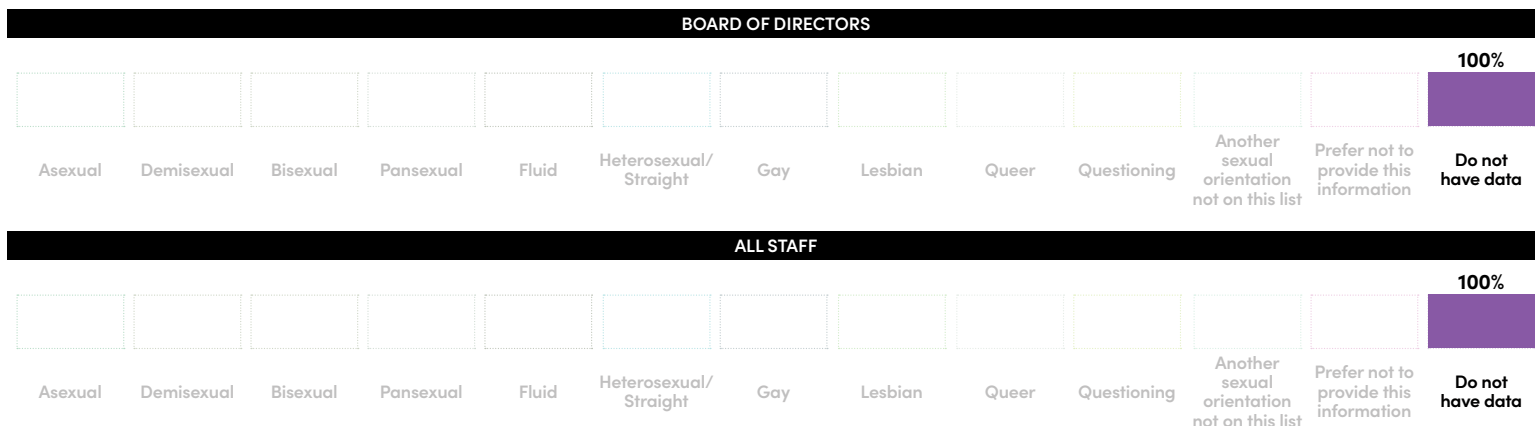 BOARD OF DIRECTORS
100%
Asexual
Demisexual
Bisexual
Pansexual
Fluid
Heterosexual/
Straight
Gay
Lesbian
Queer
Questioning
Another
sexual
orientation
not on this list
Prefer not to
provide this
information
Do not
have data
ALL STAFF
100%
Asexual
Demisexual
Bisexual
Pansexual
Fluid
Heterosexual/
Straight
Gay
Lesbian
Queer
Questioning
Another
sexual
orientation
not on this list
Prefer not to
provide this
information
Do not
have data